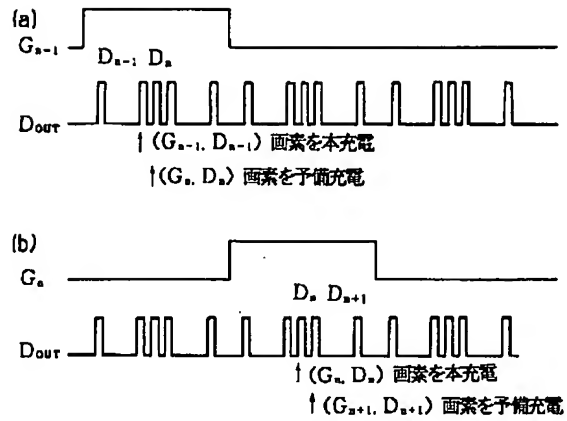 (a)
Gn-1
Dn-1 Dn
DOUT
↑(Gn-1, Dn-1) 画素を本充電
↑(Gn, Dn) 画素を予備充電
(b)
Gn
Dn Dn+1
DOUT
↑(Gn, Dn) 画素を本充電
↑(Gn+1, Dn+1) 画素を予備充電